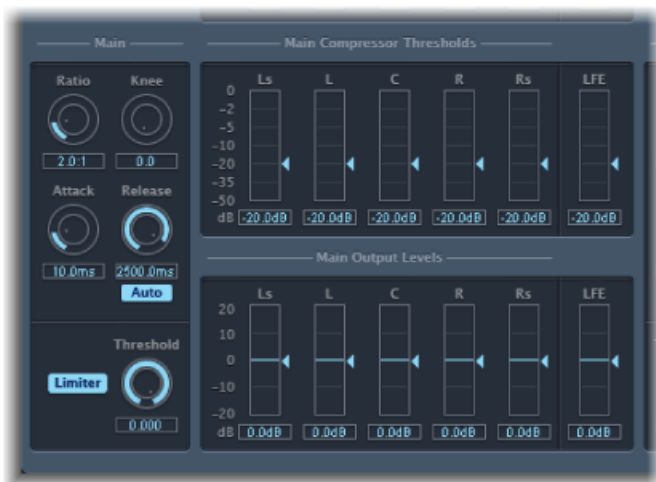 Main
Main Compressor Thresholds
Ratio Knee
2.0:1 0.0
Attack Release
10.0ms 2500.0ms
Auto
Threshold
Limiter
0.000
Ls L C R Rs LFE
0
-2
-5
-10
-20
-35
-50
dB -20.0dB -20.0dB -20.0dB -20.0dB -20.0dB -20.0dB
Main Output Levels
Ls L C R Rs LFE
20
10
0
-10
-20
dB 0.0dB 0.0dB 0.0dB 0.0dB 0.0dB 0.0dB